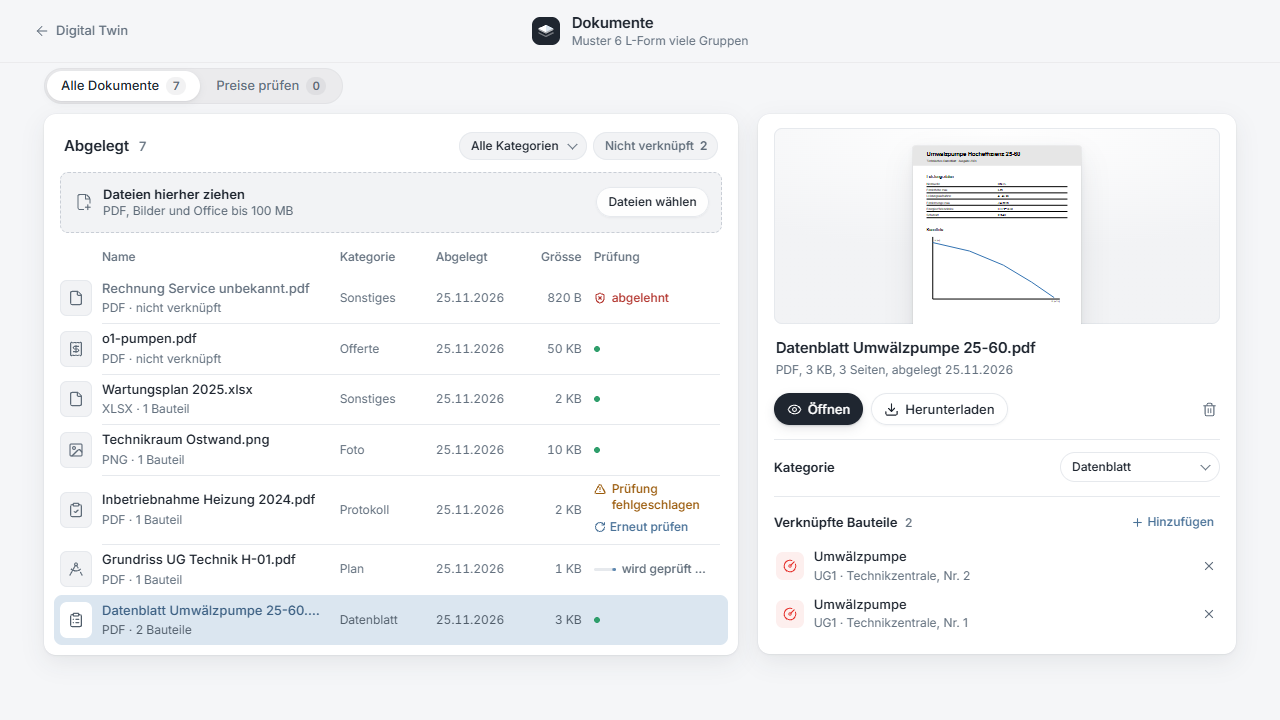 Digital Twin
Dokumente
Muster 6 L-Form viele Gruppen
Alle Dokumente 7
Preise prüfen 0
Abgelegt 7
Alle Kategorien
Nicht verknüpft 2
Dateien hierher ziehen
PDF, Bilder und Office bis 100 MB
Dateien wählen
Name Kategorie Abgelegt Grösse Prüfung
Rechnung Service unbekannt.pdf
PDF · nicht verknüpft
Sonstiges 25.11.2026 820 B abgelehnt
o1-pumpen.pdf
PDF · nicht verknüpft
Offerte 25.11.2026 50 KB
Wartungsplan 2025.xlsx
XLSX · 1 Bauteil
Sonstiges 25.11.2026 2 KB
Technikraum Ostwand.png
PNG · 1 Bauteil
Foto 25.11.2026 10 KB
Inbetriebnahme Heizung 2024.pdf
PDF · 1 Bauteil
Protokoll 25.11.2026 2 KB
Prüfung
fehlgeschlagen
Erneut prüfen
Grundriss UG Technik H-01.pdf
PDF · 1 Bauteil
Plan 25.11.2026 1 KB wird geprüft ...
Datenblatt Umwälzpumpe 25-60....
PDF · 2 Bauteile
Datenblatt 25.11.2026 3 KB
Umwälzpumpe Hocheffizienz 25-60
Datenblatt Umwälzpumpe 25-60.pdf
PDF, 3 KB, 3 Seiten, abgelegt 25.11.2026
Öffnen
Herunterladen
Kategorie
Datenblatt
Verknüpfte Bauteile 2
Hinzufügen
Umwälzpumpe
UG1 · Technikzentrale, Nr. 2
Umwälzpumpe
UG1 · Technikzentrale, Nr. 1